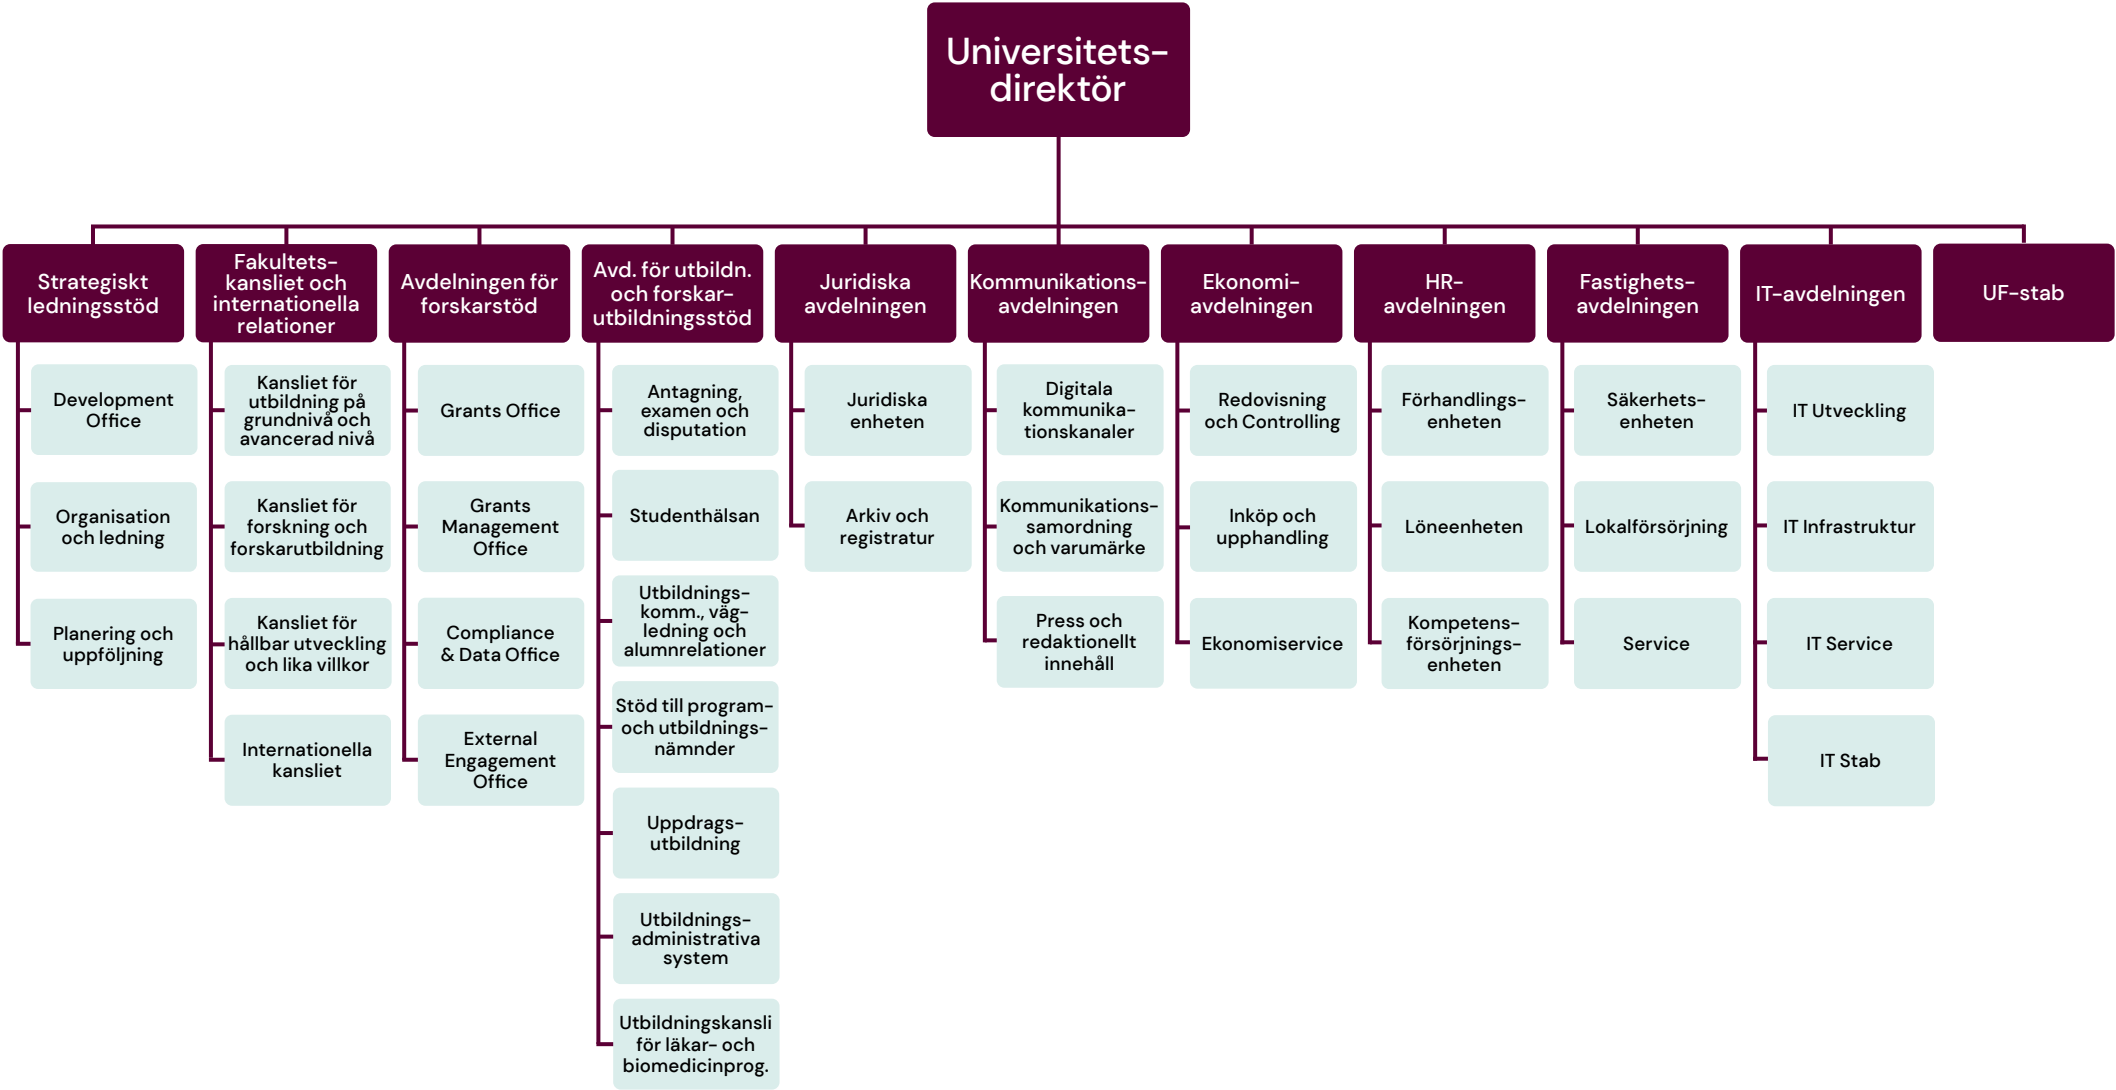 Universitets-
direktör
Strategiskt
ledningsstöd
Development
Office
Organisation
och ledning
Planering och
uppföljning
Fakultets-
kansliet och
internationella
relationer
Kansliet för
utbildning på
grundnivå och
avancerad nivå
Kansliet för
forskning och
forskarutbildning
Kansliet för
hållbar utveckling
och lika villkor
Internationella
kansliet
Avdelningen för
forskarstöd
Grants Office
Grants
Management
Office
Compliance
& Data Office
External
Engagement
Office
Avd. för utbildn.
och forskar-
utbildningsstöd
Antagning,
examen och
disputation
Studenthälsan
Utbildnings-
komm., väg-
ledning och
alumnrelationer
Stöd till program-
och utbildnings-
nämnder
Uppdrags-
utbildning
Utbildnings-
administrativa
system
Utbildningskansli
för läkar- och
biomedicinprog.
Juridiska
avdelningen
Juridiska
enheten
Arkiv och
registratur
Kommunikations-
avdelningen
Digitala
kommunika-
tionskanaler
Kommunikations-
samordning
och varumärke
Press och
redaktionellt
innehåll
Ekonomi-
avdelningen
Redovisning
och Controlling
Inköp och
upphandling
Ekonomiservice
HR-
avdelningen
Förhandlings-
enheten
Löneenheten
Kompetens-
försörjnings-
enheten
Fastighets-
avdelningen
Säkerhets-
enheten
Lokalförsörjning
Service
IT-avdelningen
IT Utveckling
IT Infrastruktur
IT Service
IT Stab
UF-stab